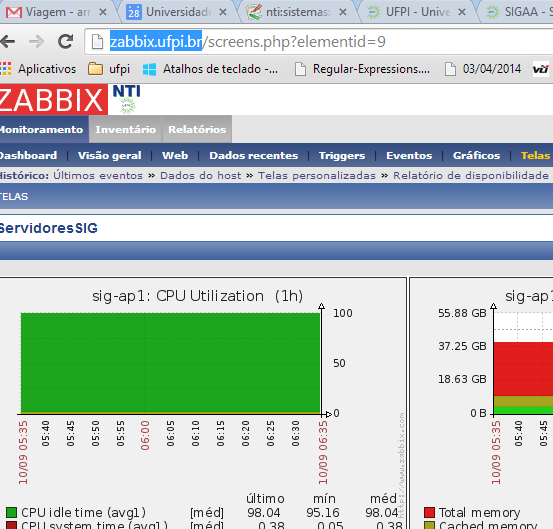 Viagem - arr
28 Universidade
nti:sistemas:
UFPI - Unive
SIGAA - S
zabbix.ufpi.br/screens.php?elementid=9
Aplicativos ufpi Atalhos de teclado -... Regular-Expressions.... 03/04/2014
ZABBIX NTI
Monitoramento Inventário Relatórios
Dashboard | Visão geral | Web | Dados recentes | Triggers | Eventos | Gráficos | Telas
Histórico: Últimos eventos » Dados do host » Telas personalizadas » Relatório de disponibilidade
TELAS
ServidoresSIG
sig-ap1: CPU Utilization (1h)
100
50
0
10/09 05:35
05:40
05:45
05:50
05:55
06:00
06:05
06:10
06:15
06:20
06:25
06:30
10/09 06:35
http://www.zabbix.com
último mín méd
CPU idle time (avg1) [méd] 98.04 95.16 98.04
CPU system time (avg1) [méd] 0.38 0.05 0.38
sig-ap1
55.88 GB
37.25 GB
18.63 GB
0 B
10/09 05:35
05:40
05:45
Total memory
Cached memory